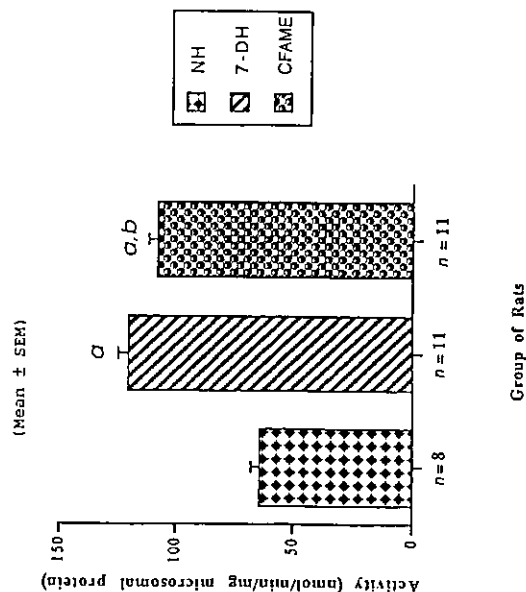 (Mean ± SEM)
NH
7-DH
CFAME
Activity (nmol/min/mg microsomal protein)
150
100
50
0
a
a,b
n=8
n=11
n=11
Group of Rats